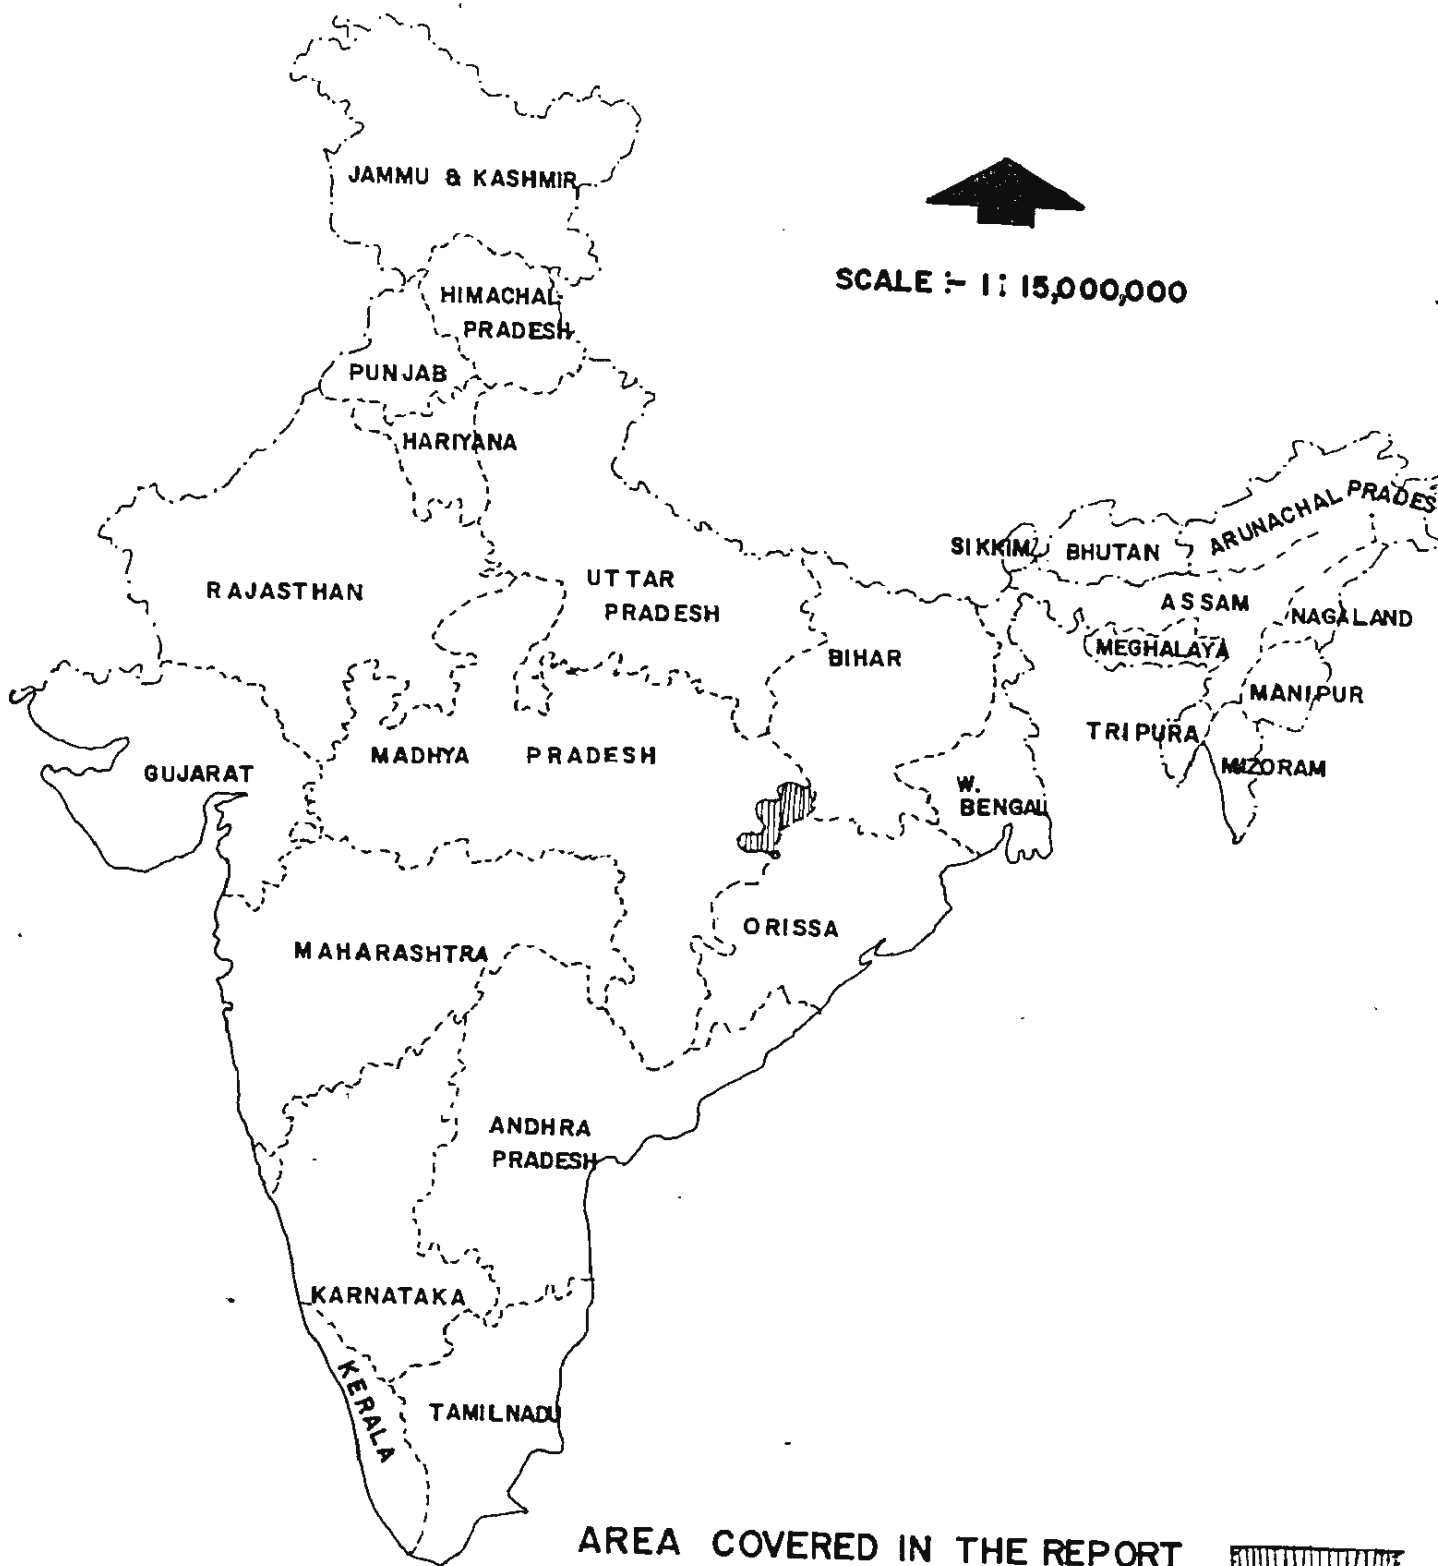 JAMMU & KASHMIR
SCALE :- 1 : 15,000,000
HIMACHAL
PRADESH
PUNJAB
HARIYANA
RAJASTHAN
UTTAR
PRADESH
BIHAR
SIKKIM
BHUTAN
ARUNACHAL PRADES
ASSAM
NAGALAND
MEGHALAYA
MANIPUR
TRIPURA
MIZORAM
GUJARAT
MADHYA PRADESH
W.
BENGAL
ORISSA
MAHARASHTRA
ANDHRA
PRADESH
KARNATAKA
KERALA
TAMILNADU
AREA COVERED IN THE REPORT